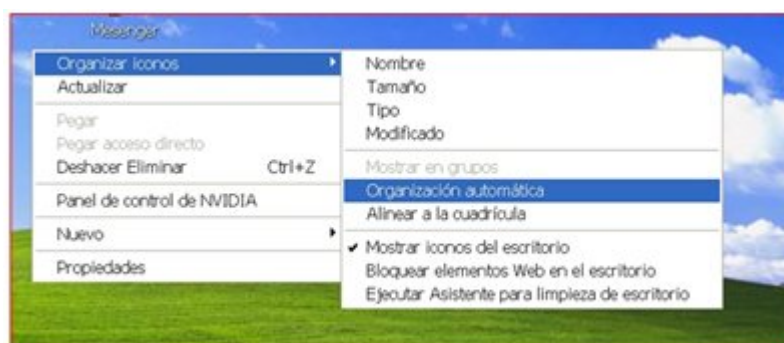 Mesenger
Organizar iconos
Actualizar
Pegar
Pegar acceso directo
Deshacer Eliminar Ctrl+Z
Panel de control de NVIDIA
Nuevo
Propiedades
Nombre
Tamaño
Tipo
Modificado
Mostrar en grupos
Organización automática
Alinear a la cuadrícula
Mostrar iconos del escritorio
Bloquear elementos Web en el escritorio
Ejecutar Asistente para limpieza de escritorio